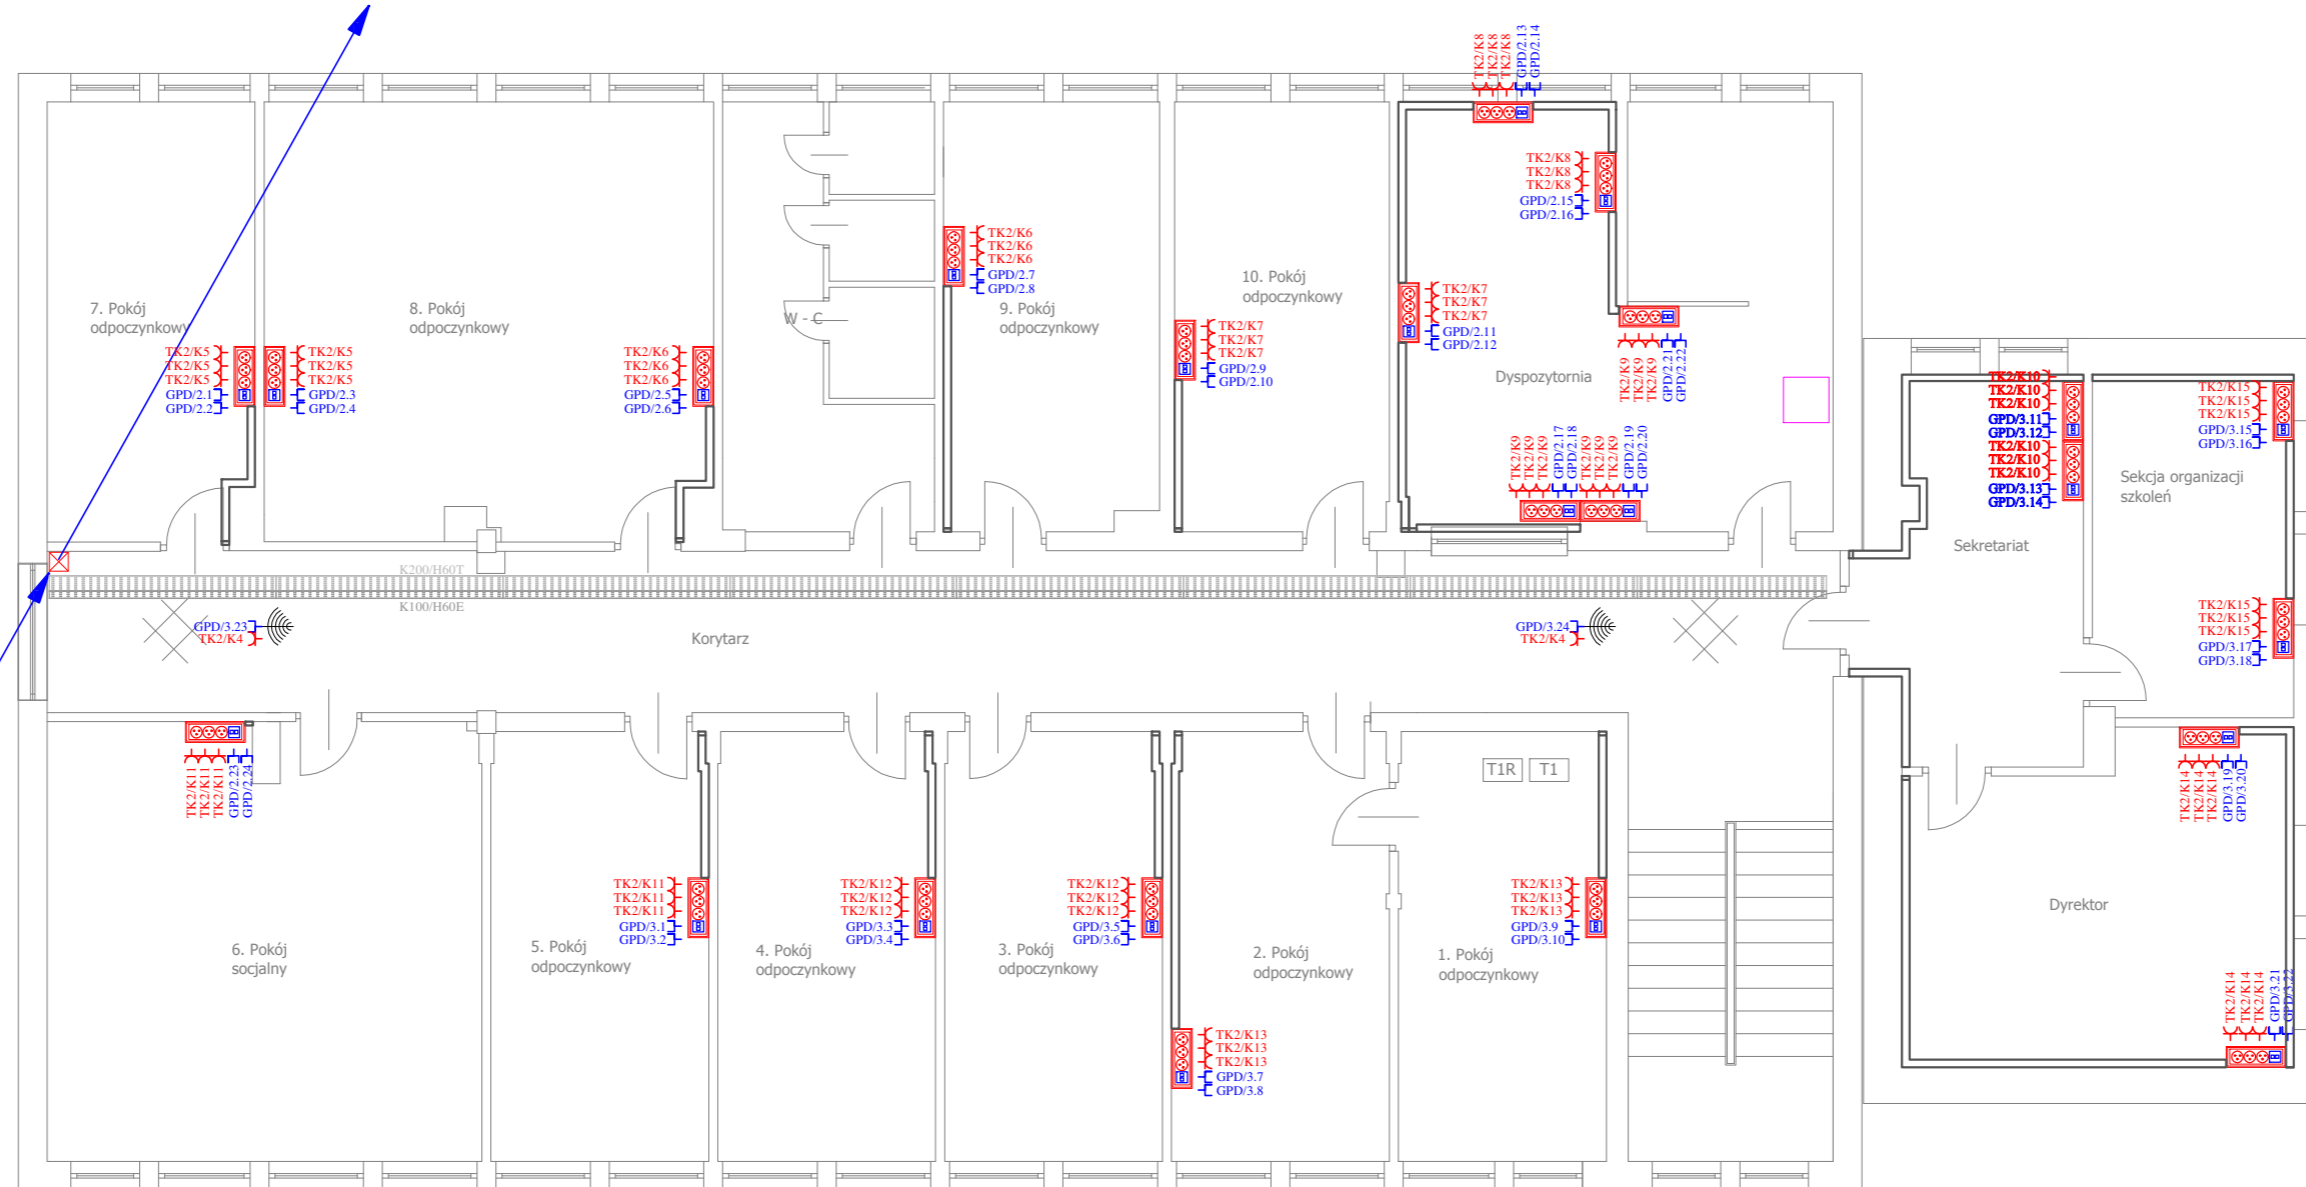 TK2/K8
TK2/K8
TK2/K8
GPD/2.13
GPD/2.14
TK2/K8
TK2/K8
TK2/K8
GPD/2.15
GPD/2.16
TK2/K6
TK2/K6
TK2/K6
GPD/2.7
GPD/2.8
7. Pokój
odpoczynkowy
8. Pokój
odpoczynkowy
W - C
9. Pokój
odpoczynkowy
10. Pokój
odpoczynkowy
TK2/K7
TK2/K7
TK2/K7
GPD/2.11
GPD/2.12
TK2/K5
TK2/K5
TK2/K5
GPD/2.1
GPD/2.2
TK2/K5
TK2/K5
TK2/K5
GPD/2.3
GPD/2.4
TK2/K6
TK2/K6
TK2/K6
GPD/2.5
GPD/2.6
TK2/K7
TK2/K7
TK2/K7
GPD/2.9
GPD/2.10
Dyspozytornia
TK2/K9
TK2/K9
TK2/K9
GPD/2.21
GPD/2.22
TK2/K9
TK2/K9
TK2/K9
GPD/2.17
GPD/2.18
TK2/K9
TK2/K9
TK2/K9
GPD/2.19
GPD/2.20
TK2/K10
TK2/K10
TK2/K10
GPD/3.11
GPD/3.12
TK2/K10
TK2/K10
TK2/K10
GPD/3.13
GPD/3.14
TK2/K15
TK2/K15
TK2/K15
GPD/3.15
GPD/3.16
Sekcja organizacji
szkoleń
Sekretariat
K200/H60T
K100/H60E
GPD/3.23
TK2/K4
Korytarz
GPD/3.24
TK2/K4
TK2/K15
TK2/K15
TK2/K15
GPD/3.17
GPD/3.18
TK2/K11
TK2/K11
TK2/K11
GPD/2.23
GPD/2.24
T1R
T1
TK2/K14
TK2/K14
TK2/K14
GPD/3.19
GPD/3.20
TK2/K11
TK2/K11
TK2/K11
GPD/3.1
GPD/3.2
TK2/K12
TK2/K12
TK2/K12
GPD/3.3
GPD/3.4
TK2/K12
TK2/K12
TK2/K12
GPD/3.5
GPD/3.6
TK2/K13
TK2/K13
TK2/K13
GPD/3.9
GPD/3.10
Dyrektor
6. Pokój
socjalny
5. Pokój
odpoczynkowy
4. Pokój
odpoczynkowy
3. Pokój
odpoczynkowy
2. Pokój
odpoczynkowy
1. Pokój
odpoczynkowy
TK2/K13
TK2/K13
TK2/K13
GPD/3.7
GPD/3.8
TK2/K14
TK2/K14
TK2/K14
GPD/3.21
GPD/3.22